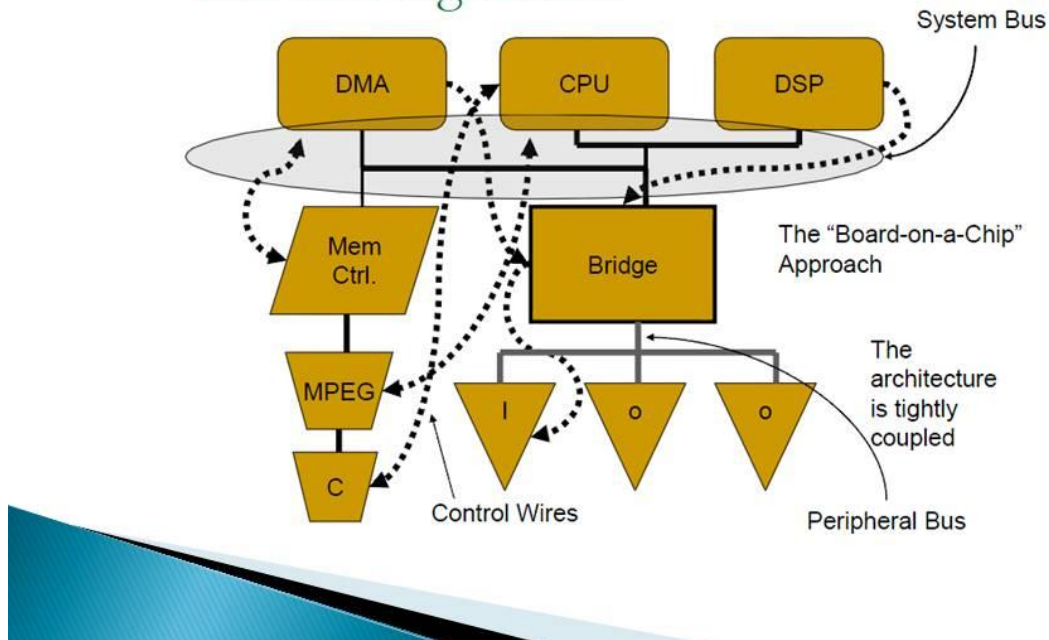 System Bus
DMA
CPU
DSP
Mem
Ctrl.
Bridge
The “Board-on-a-Chip”
Approach
MPEG
I
o
o
The
architecture
is tightly
coupled
C
Control Wires
Peripheral Bus